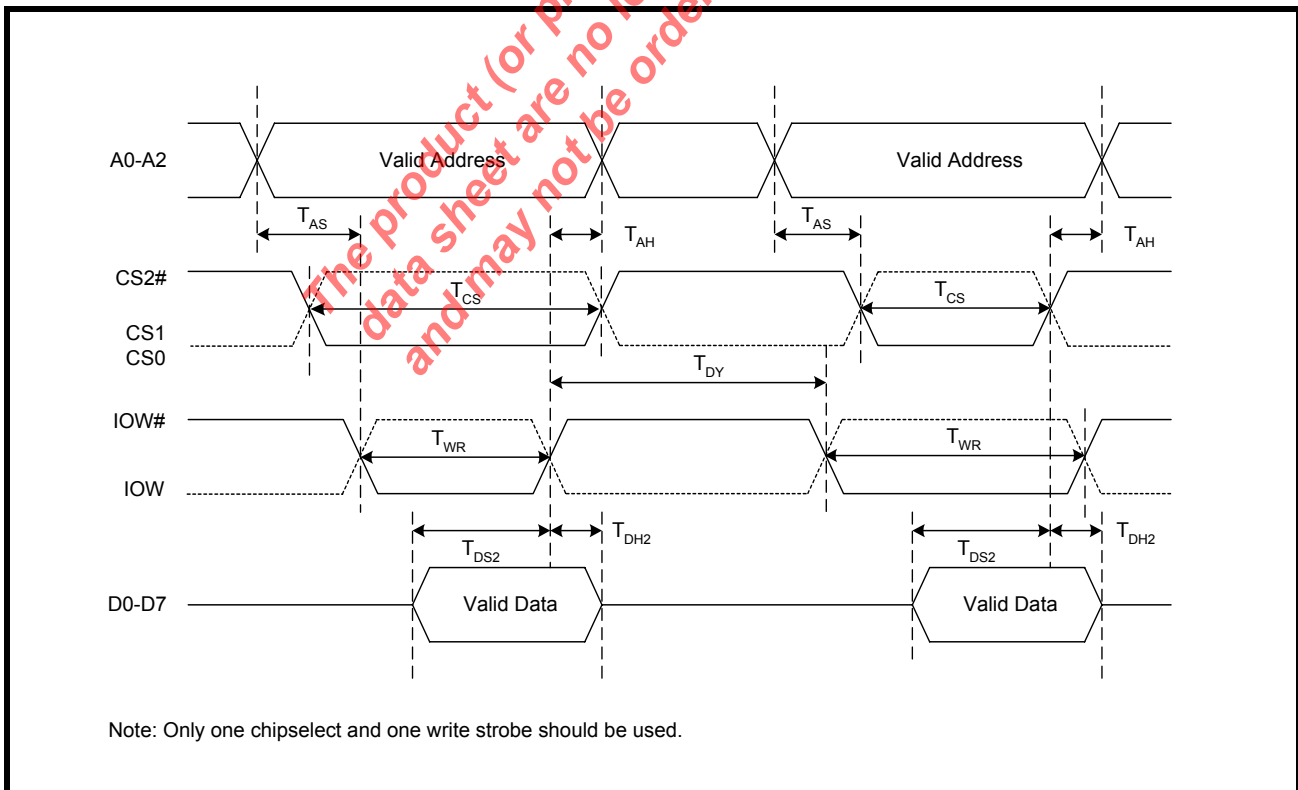 The product (or p
data sheet are no lo
and may not be order
A0-A2
Valid Address
Valid Address
TAS
TAH
TAS
TAH
CS2#
TCS
TCS
CS1
CS0
TDY
IOW#
TWR
TWR
IOW
TDS2
TDH2
TDS2
TDH2
D0-D7
Valid Data
Valid Data
Note: Only one chipselect and one write strobe should be used.